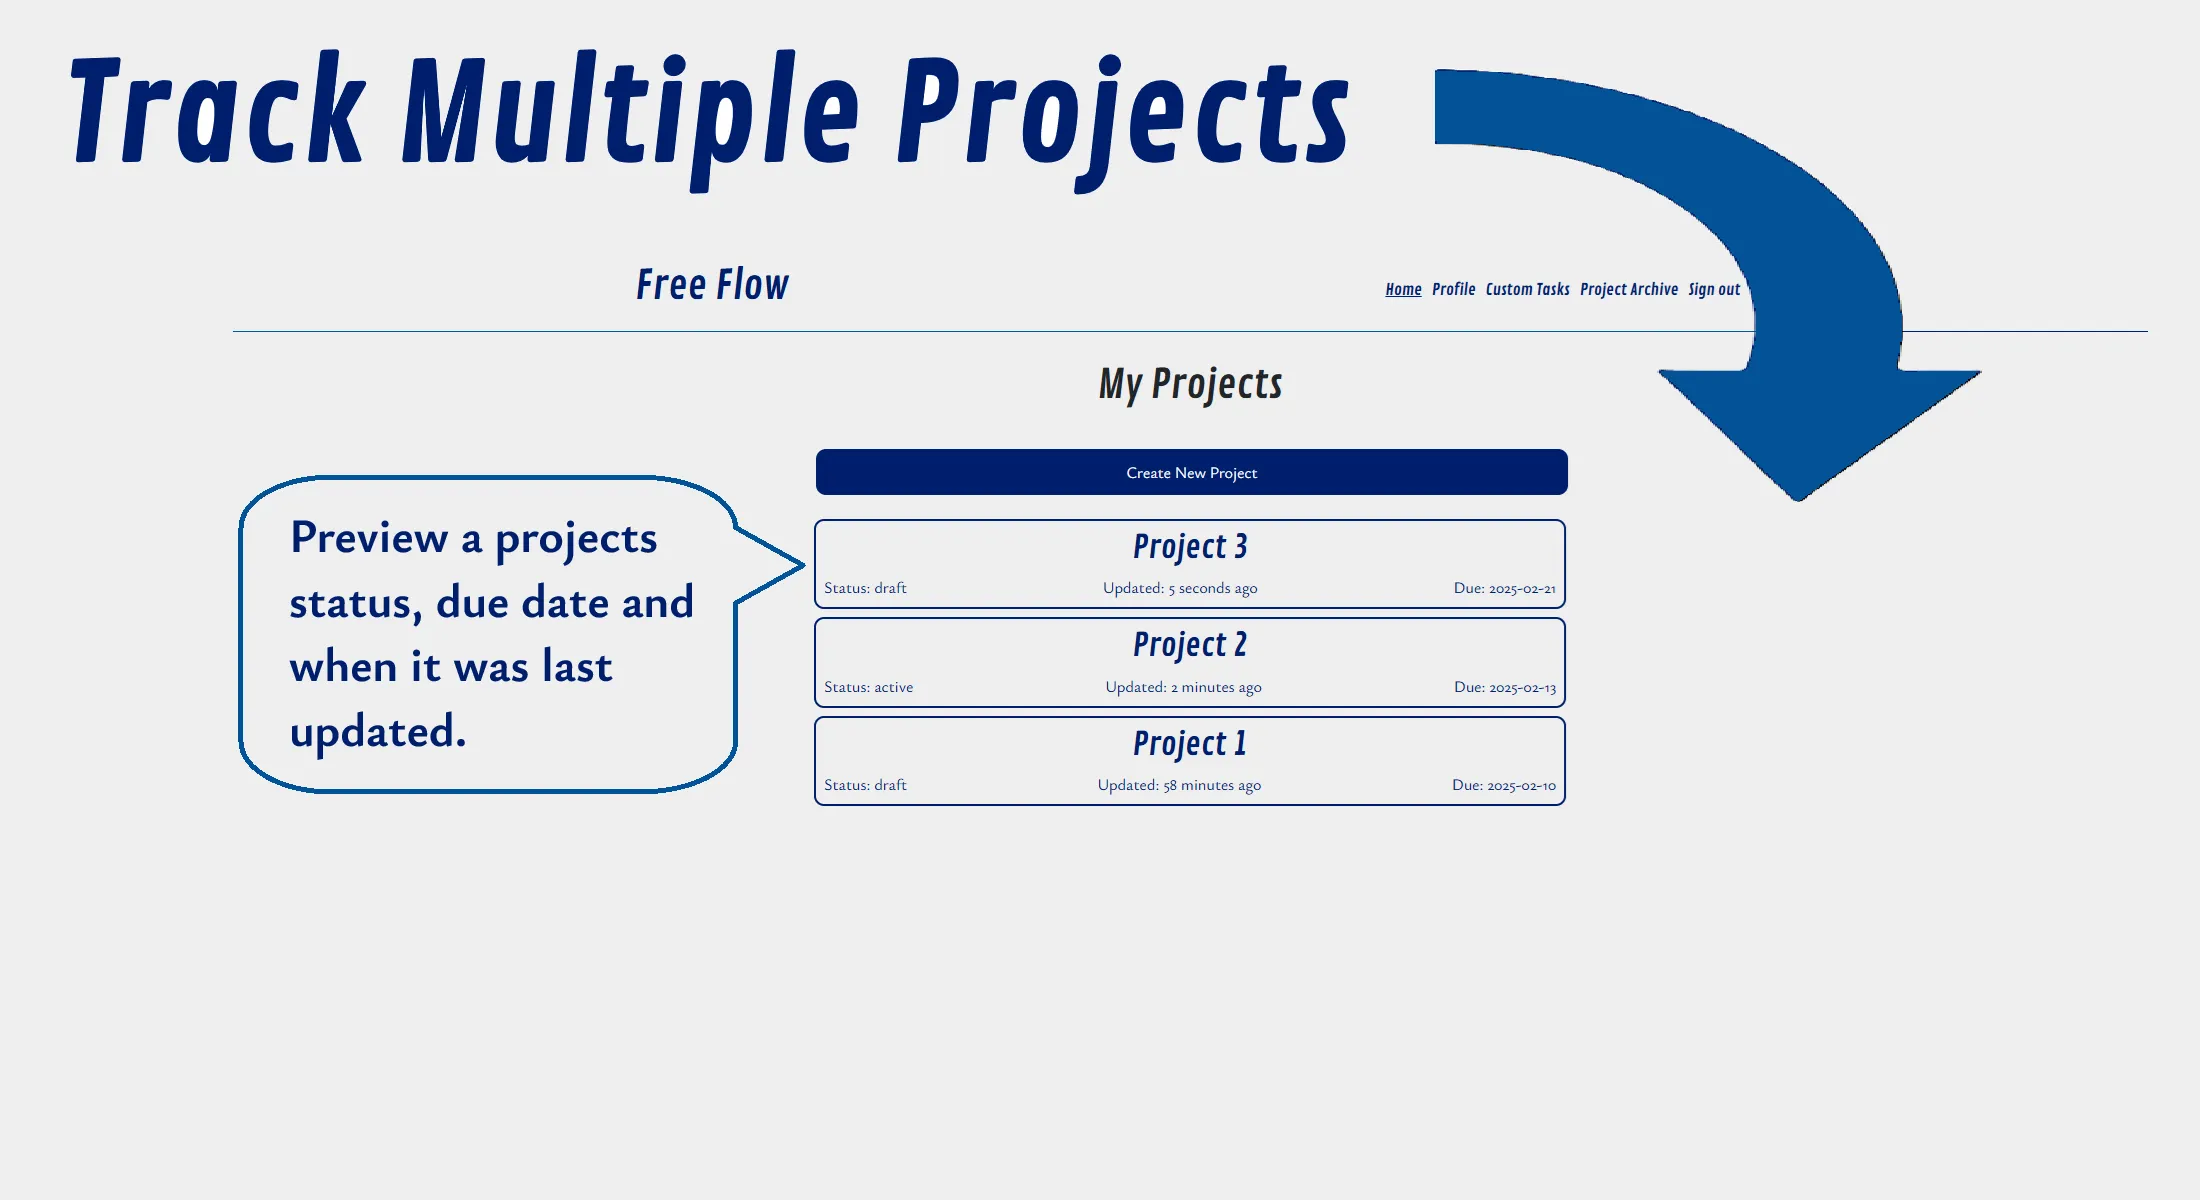 Track Multiple Projects
Free Flow
Home Profile Custom Tasks Project Archive Sign out
My Projects
Create New Project
Preview a projects
status, due date and
when it was last
updated.
Project 3
Status: draft Updated: 5 seconds ago Due: 2025-02-21
Project 2
Status: active Updated: 2 minutes ago Due: 2025-02-13
Project 1
Status: draft Updated: 58 minutes ago Due: 2025-02-10